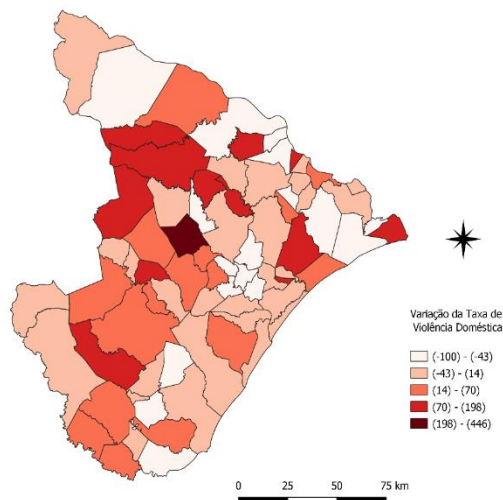 Variação da Taxa de
Violência Doméstica
(-100) - (-43)
(-43) - (14)
(14) - (70)
(70) - (198)
(198) - (446)
0 25 50 75 km